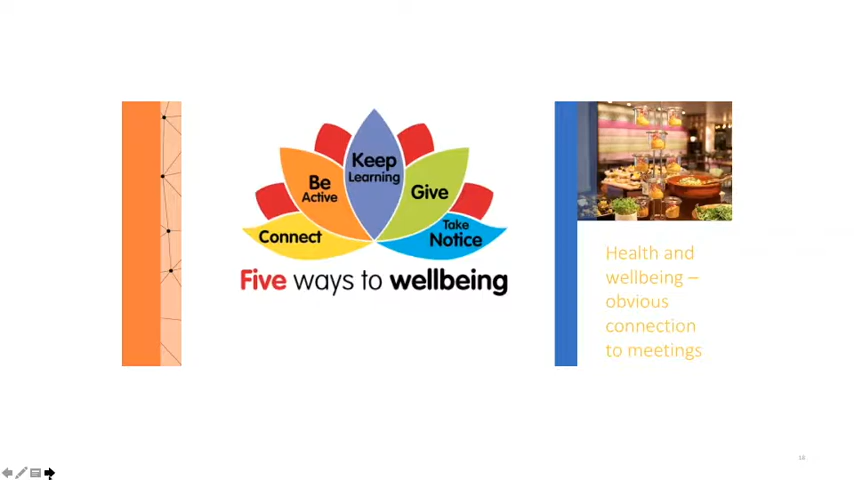 Keep
Learning
Be
Active
Give
Take
Notice
Connect
Five ways to wellbeing
Health and
wellbeing –
obvious
connection
to meetings